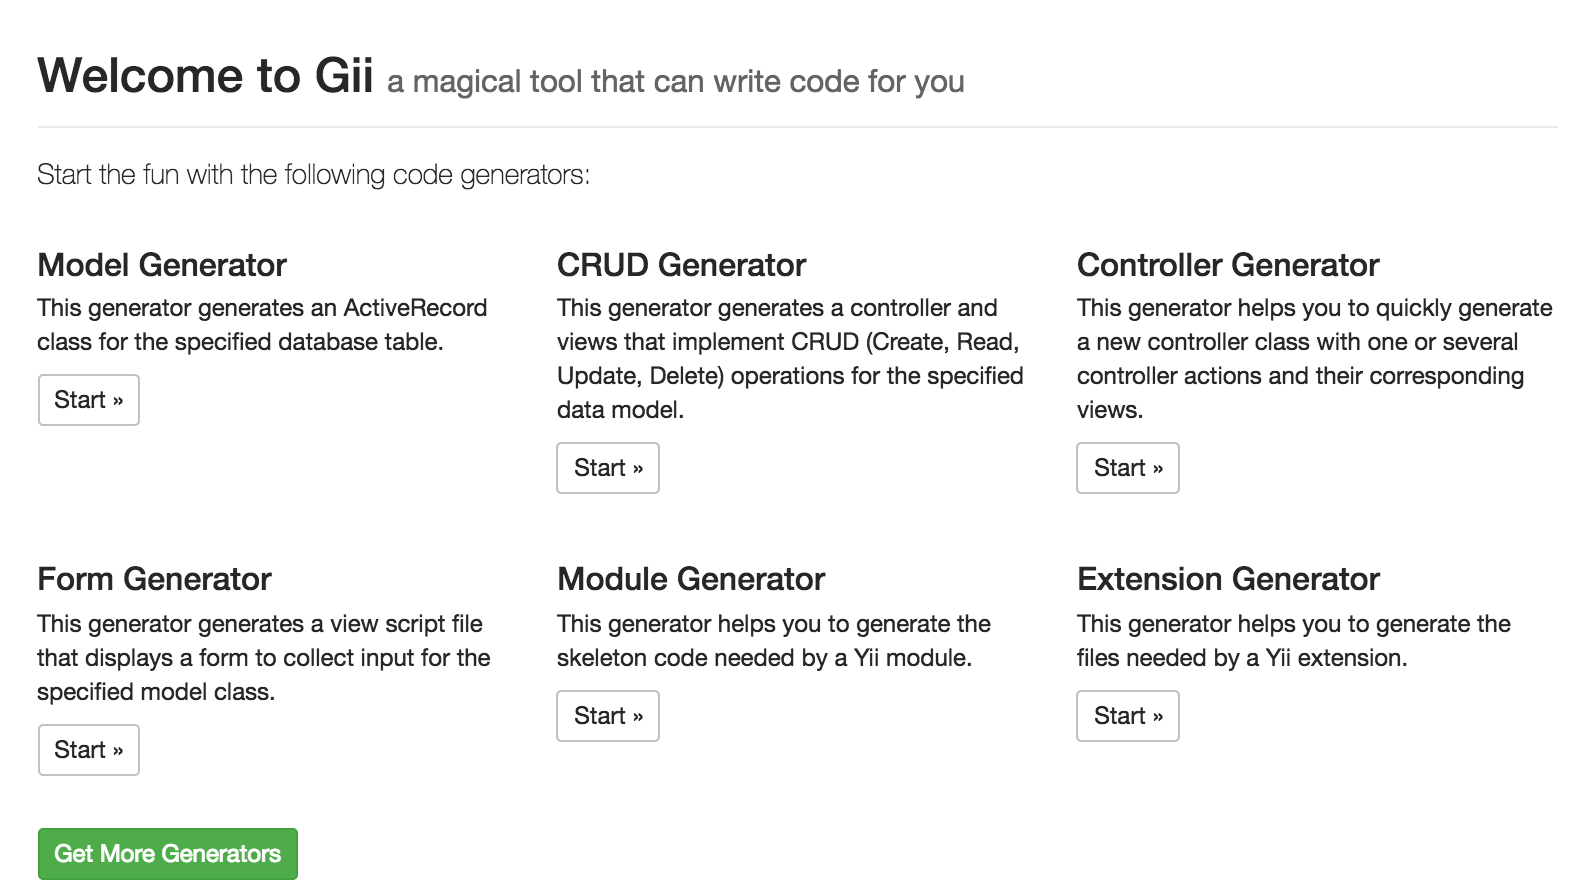 Welcome to Gii a magical tool that can write code for you
Start the fun with the following code generators:
Model Generator
This generator generates an ActiveRecord
class for the specified database table.
Start »
CRUD Generator
This generator generates a controller and
views that implement CRUD (Create, Read,
Update, Delete) operations for the specified
data model.
Start »
Controller Generator
This generator helps you to quickly generate
a new controller class with one or several
controller actions and their corresponding
views.
Start »
Form Generator
This generator generates a view script file
that displays a form to collect input for the
specified model class.
Start »
Module Generator
This generator helps you to generate the
skeleton code needed by a Yii module.
Start »
Extension Generator
This generator helps you to generate the
files needed by a Yii extension.
Start »
Get More Generators